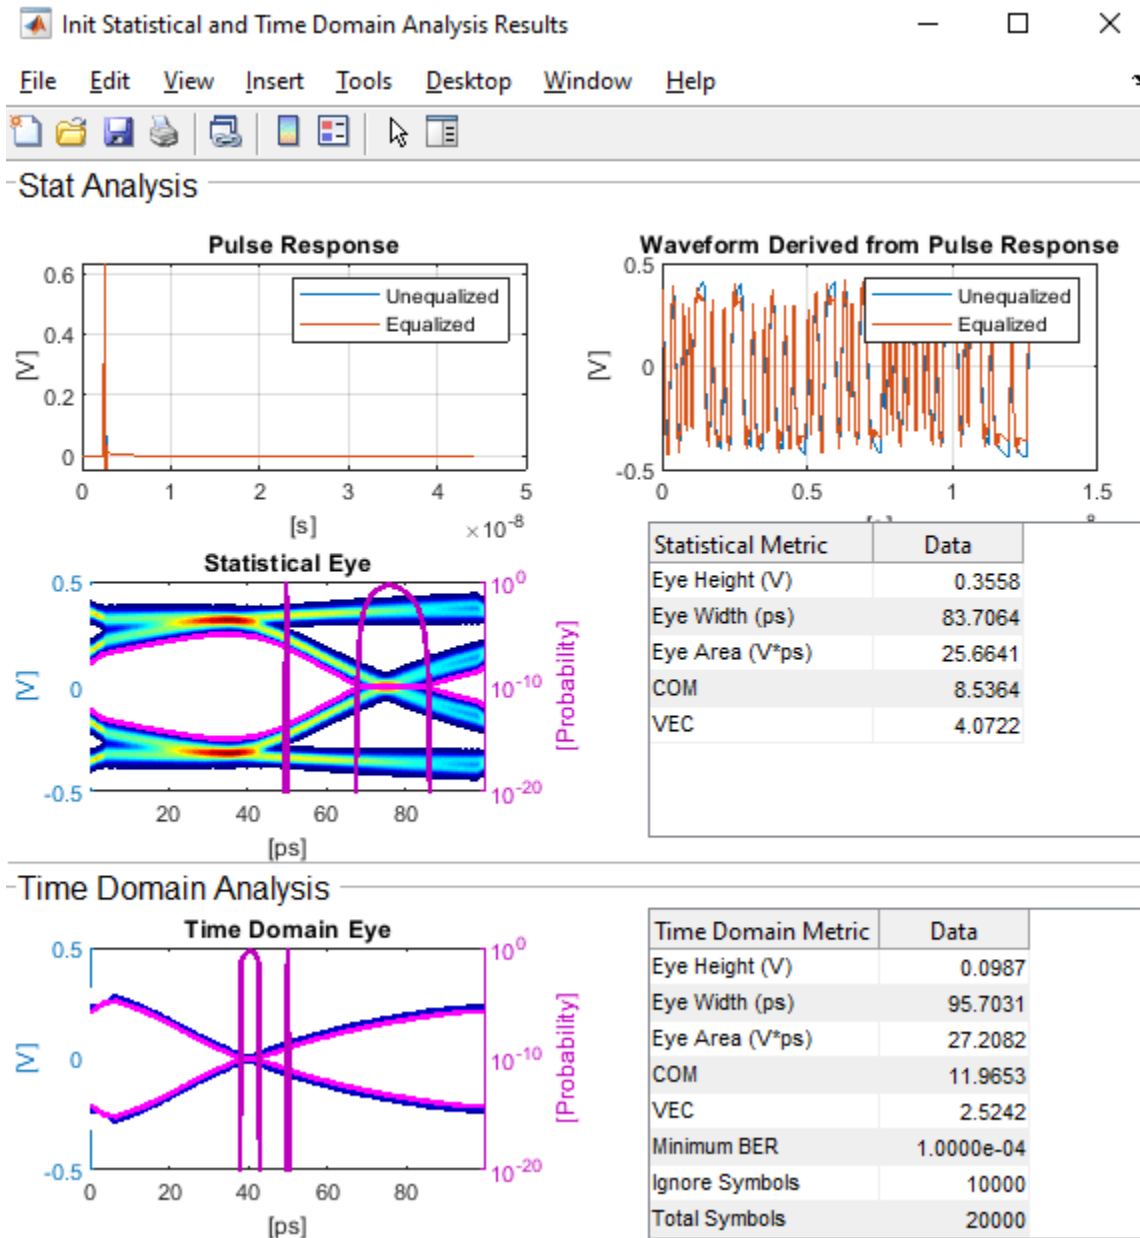 Init Statistical and Time Domain Analysis Results
File Edit View Insert Tools Desktop Window Help
Stat Analysis
Pulse Response
Unequalized
Equalized
[V]
0.6
0.4
0.2
0
0 1 2 3 4 5
[s]
×10-8
Waveform Derived from Pulse Response
Unequalized
Equalized
[V]
0.5
0
-0.5
0 0.5 1 1.5
Statistical Eye
[V]
0.5
0
-0.5
20 40 60 80
[ps]
10^0
10^-10
10^-20
[Probability]
Statistical Metric Data
Eye Height (V) 0.3558
Eye Width (ps) 83.7064
Eye Area (V*ps) 25.6641
COM 8.5364
VEC 4.0722
Time Domain Analysis
Time Domain Eye
[V]
0.5
0
-0.5
0 20 40 60 80
[ps]
10^0
10^-10
10^-20
[Probability]
Time Domain Metric Data
Eye Height (V) 0.0987
Eye Width (ps) 95.7031
Eye Area (V*ps) 27.2082
COM 11.9653
VEC 2.5242
Minimum BER 1.0000e-04
Ignore Symbols 10000
Total Symbols 20000